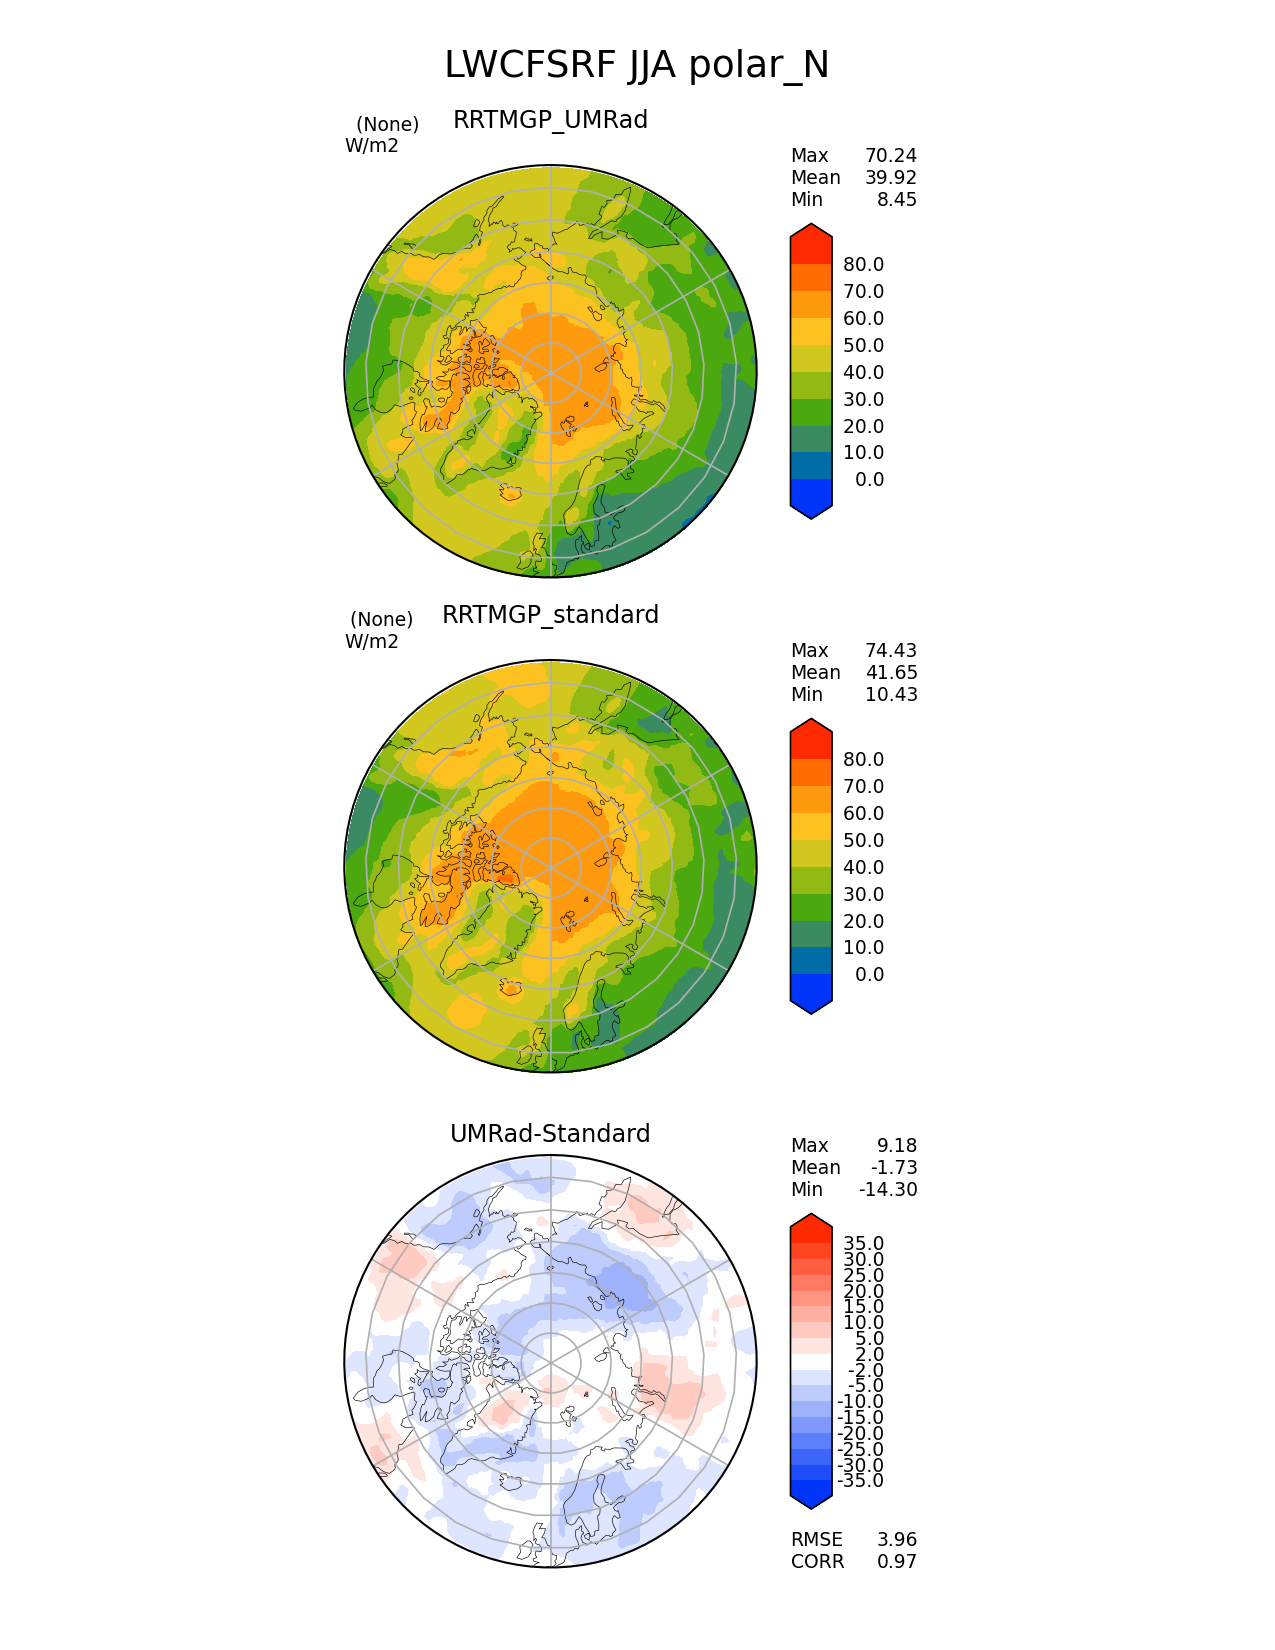 LWCFSRF JJA polar_N
(None) RRTMGP_UMRad
W/m2
Max 70.24
Mean 39.92
Min 8.45
80.0
70.0
60.0
50.0
40.0
30.0
20.0
10.0
0.0
(None) RRTMGP_standard
W/m2
Max 74.43
Mean 41.65
Min 10.43
80.0
70.0
60.0
50.0
40.0
30.0
20.0
10.0
0.0
UMRad-Standard
Max 9.18
Mean -1.73
Min -14.30
35.0
30.0
25.0
20.0
15.0
10.0
5.0
2.0
-2.0
-5.0
-10.0
-15.0
-20.0
-25.0
-30.0
-35.0
RMSE 3.96
CORR 0.97